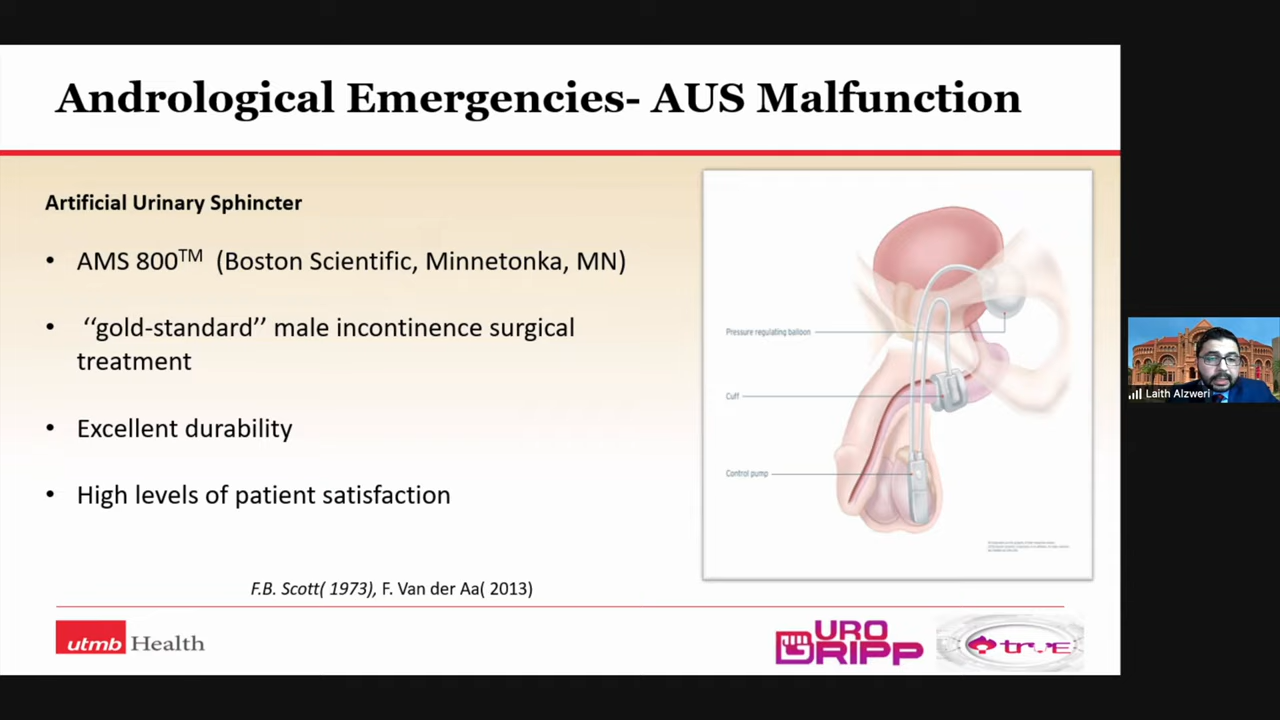 Andrological Emergencies- AUS Malfunction
Artificial Urinary Sphincter
• AMS 800TM (Boston Scientific, Minnetonka, MN)
• ‘‘gold-standard’’ male incontinence surgical
treatment
• Excellent durability
• High levels of patient satisfaction
Pressure regulating balloon
Cuff
Control pump
F.B. Scott( 1973), F. Van der Aa( 2013)
utmb Health
URO
GRIPP
true
Laith Alzweri